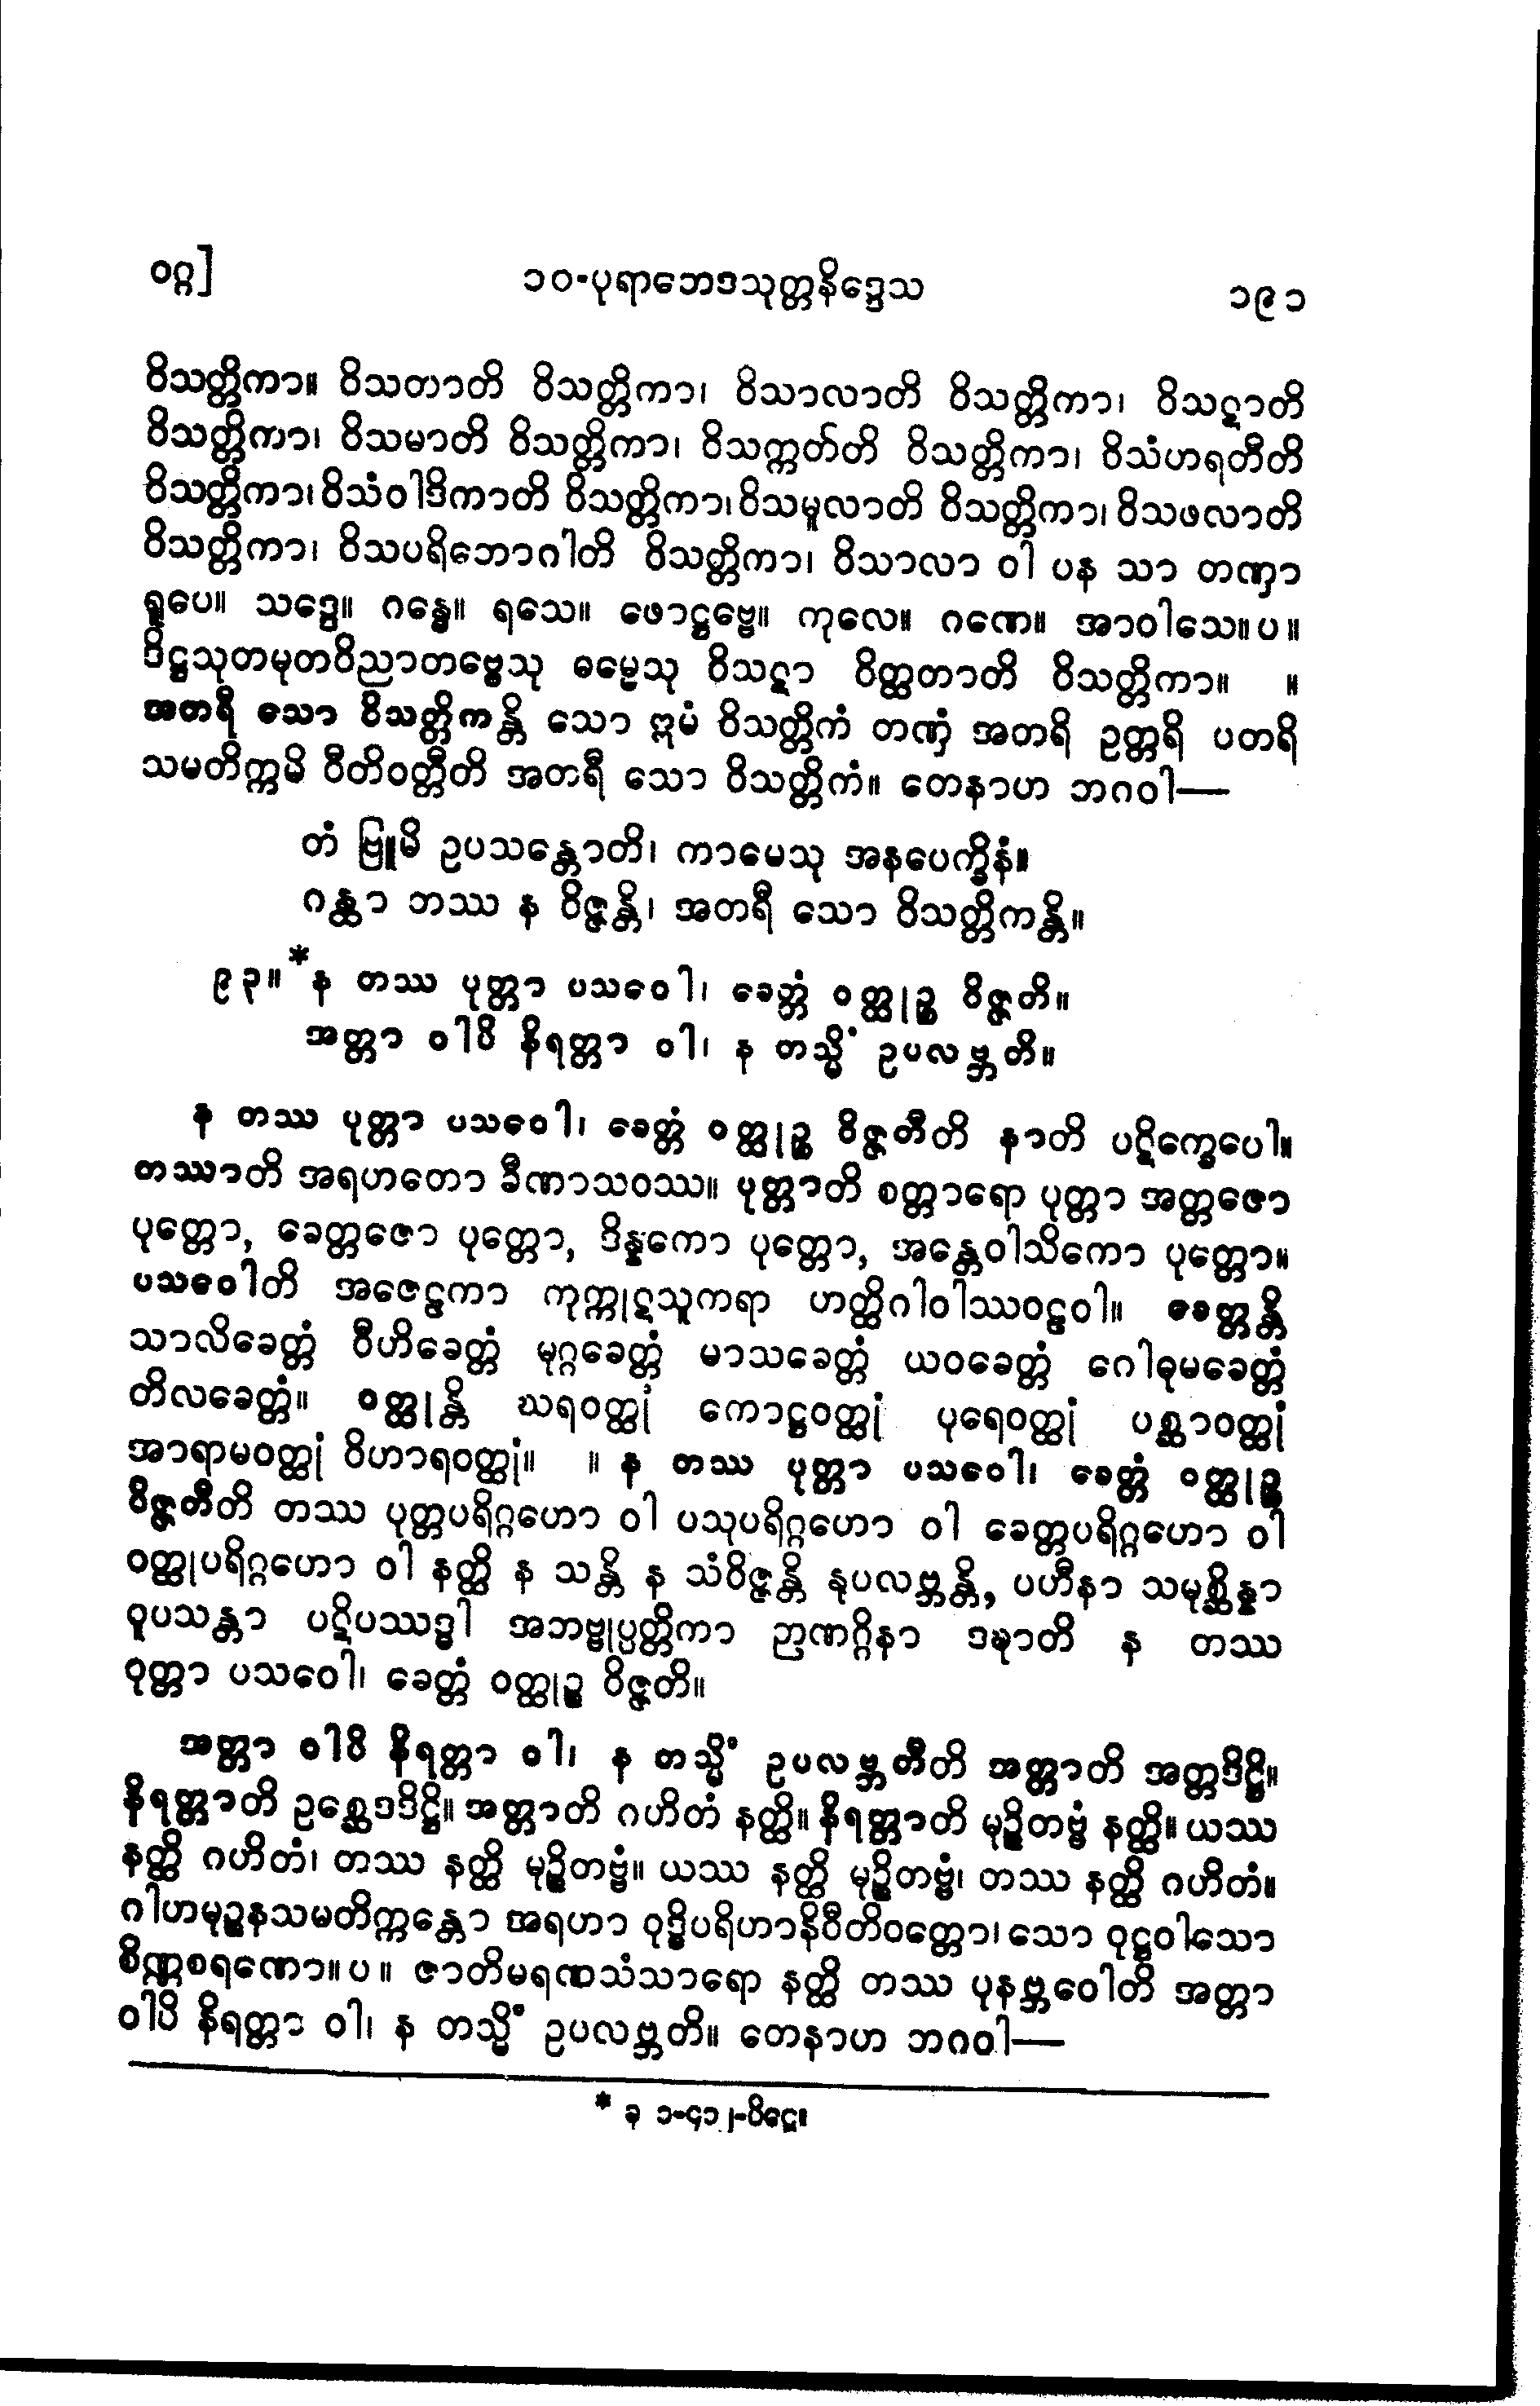 ဝဂ္ဂ]
၁၀-ပုရာဘေဒသုတ္တနိဒ္ဒေသ
၁၉၁
ဝိသတ္တိကာ။ ဝိသတာတိ ဝိသတ္တိကာ၊ ဝိသာလာတိ ဝိသတ္တိကာ၊ ဝိသဋာတိ
ဝိသတ္တိကာ၊ ဝိသမာတိ ဝိသတ္တိကာ၊ ဝိသက္ကတီတိ ဝိသတ္တိကာ၊ ဝိသံဟရတီတိ
ဝိသတ္တိကာ၊ ဝိသံဝါဒိကာတိ ဝိသတ္တိကာ၊ ဝိသမူလာတိ ဝိသတ္တိကာ၊ ဝိသဖလာတိ
ဝိသတ္တိကာ၊ ဝိသပရိဘောဂါတိ ဝိသတ္တိကာ၊ ဝိသာလာ ဝါ ပန သာ တဏှာ
ရူပေ။ သဒ္ဒေ။ ဂန္ဓေ။ ရသေ။ ဖောဋ္ဌဗ္ဗေ။ ကုလေ။ ဂဏေ။ အာဝါသေ။ပ။
ဒိဋ္ဌသုတမုတဝိညာတဗ္ဗေသု ဓမ္မေသု ဝိသဋာ ဝိတ္ထတာတိ ဝိသတ္တိကာ။ ။
အတရီ သော ဝိသတ္တိကန္တိ သော ဣမံ ဝိသတ္တိကံ တဏှံ အတရိ ဥတ္တရိ ပတရိ
သမတိက္ကမိ ဝီတိဝတ္တီတိ အတရီ သော ဝိသတ္တိကံ။ တေနာဟ ဘဂဝါ—
တံ ဗြူမိ ဥပသန္တောတိ၊ ကာမေသု အနပေက္ခိနံ။
ဂန္ထာ ဘဿ န ဝိဇ္ဇန္တိ၊ အတရီ သော ဝိသတ္တိကန္တိ။
၉၃။ *န တဿ ပုတ္တာ ပသဝေါ၊ ခေတ္တံ ဝတ္ထုဉ္စ ဝိဇ္ဇတိ။
အတ္တာ ဝါပိ နိရတ္တာ ဝါ၊ န တသ္မိံ ဥပလဗ္ဘတိ။
န တဿ ပုတ္တာ ပသဝေါ၊ ခေတ္တံ ဝတ္ထုဉ္စ ဝိဇ္ဇတီတိ နာတိ ပဋိက္ခေပေါ။
တဿာတိ အရဟတော ခီဏာသဝဿ။ ပုတ္တာတိ စတ္တာရော ပုတ္တာ အတ္တဇော
ပုတ္တော, ခေတ္တဇော ပုတ္တော, ဒိန္နကော ပုတ္တော, အန္တေဝါသိကော ပုတ္တော။
ပသဝေါတိ အဇေဠကာ ကုက္ကုဋသူကရာ ဟတ္ထိဂါဝါဿဝဠဝါ။ ခေတ္တန္တိ
သာလိခေတ္တံ ဝီဟိခေတ္တံ မုဂ္ဂခေတ္တံ မာသခေတ္တံ ယဝခေတ္တံ ဂေါဓုမခေတ္တံ
တိလခေတ္တံ။ ဝတ္ထုန္တိ ဃရဝတ္ထုံ ကောဋ္ဌဝတ္ထုံ ပုရေဝတ္ထုံ ပစ္ဆာဝတ္ထုံ
အာရာမဝတ္ထုံ ဝိဟာရဝတ္ထုံ။ ။ န တဿ ပုတ္တာ ပသဝေါ၊ ခေတ္တံ ဝတ္ထုဉ္စ
ဝိဇ္ဇတီတိ တဿ ပုတ္တပရိဂ္ဂဟော ဝါ ပသုပရိဂ္ဂဟော ဝါ ခေတ္တပရိဂ္ဂဟော ဝါ
ဝတ္ထုပရိဂ္ဂဟော ဝါ နတ္ထိ န သန္တိ န သံဝိဇ္ဇန္တိ နုပလဗ္ဘန္တိ, ပဟီနာ သမုစ္ဆိန္နာ
ဝူပသန္တာ ပဋိပဿဒ္ဓါ အဘဗ္ဗုပ္ပတ္တိကာ ဉာဏဂ္ဂိနာ ဒဍ္ဎာတိ န တဿ
ပုတ္တာ ပသဝေါ၊ ခေတ္တံ ဝတ္ထုဉ္စ ဝိဇ္ဇတိ။
အတ္တာ ဝါပိ နိရတ္တာ ဝါ၊ န တသ္မိံ ဥပလဗ္ဘတီတိ အတ္တာတိ အတ္တဒိဋ္ဌိ။
နိရတ္တာတိ ဥစ္ဆေဒဒိဋ္ဌိ။ အတ္တာတိ ဂဟိတံ နတ္ထိ။ နိရတ္တာတိ မုဉ္စိတဗ္ဗံ နတ္ထိ။ ယဿ
နတ္ထိ ဂဟိတံ၊ တဿ နတ္ထိ မုဉ္စိတဗ္ဗံ။ ယဿ နတ္ထိ မုဉ္စိတဗ္ဗံ၊ တဿ နတ္ထိ ဂဟိတံ။
ဂါဟမုဉ္စနသမတိက္ကန္တော အရဟာ ဝုဒ္ဓိပရိဟာနိဝီတိဝတ္တော၊ သော ဝုဋ္ဌဝါသော
စိဏ္ဏစရဏော။ပ။ ဇာတိမရဏသံသာရော နတ္ထိ တဿ ပုနဗ္ဘဝေါတိ အတ္တာ
ဝါပိ နိရတ္တာ ဝါ၊ န တသ္မိံ ဥပလဗ္ဘတိ။ တေနာဟ ဘဂဝါ—
* ခု ၁-၄၁၂-ပိဋ္ဌေ။